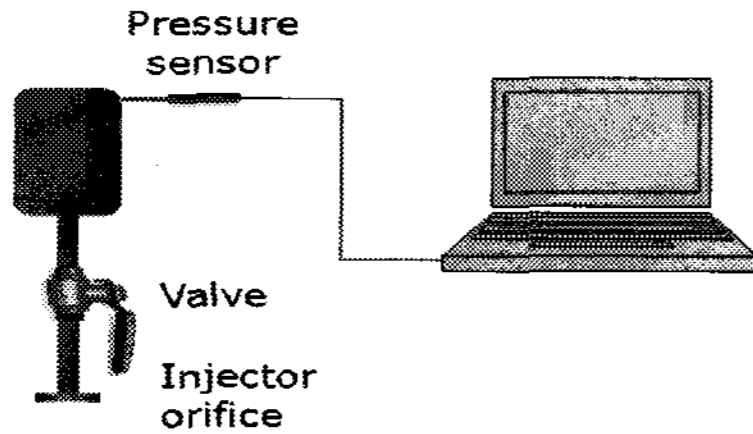 Pressure
sensor
Valve
Injector
orifice